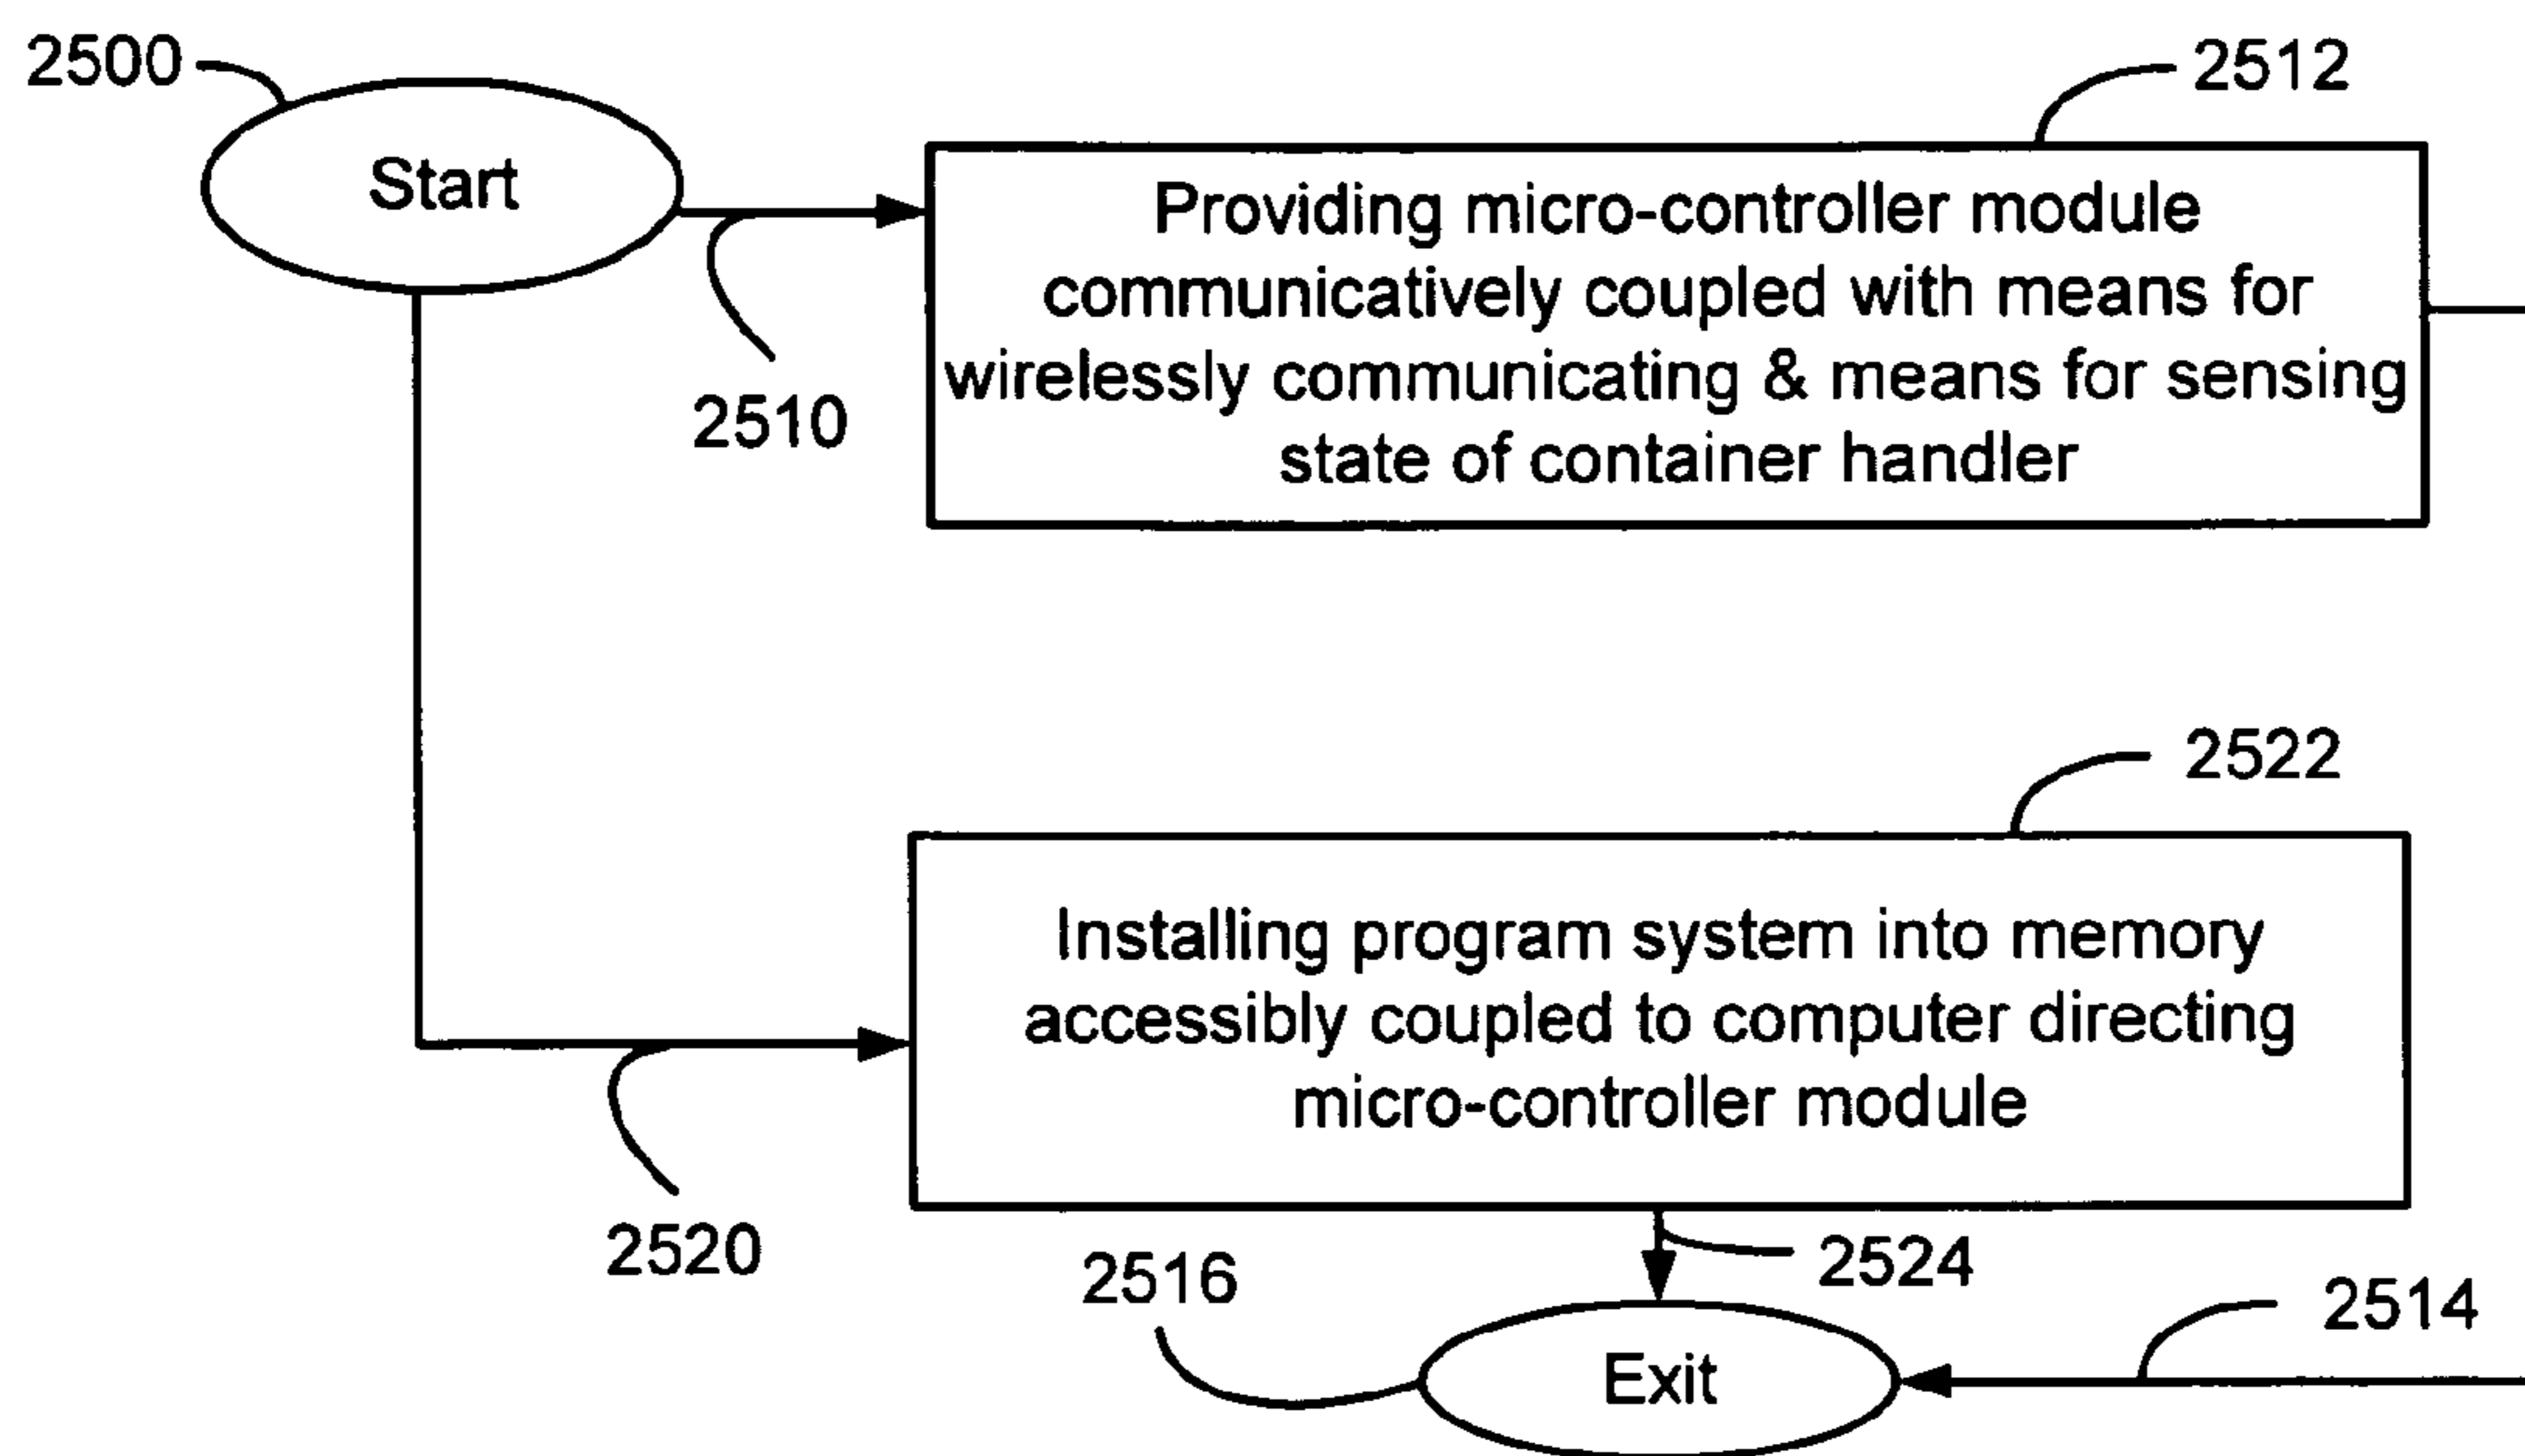 2500
Start
2512
Providing micro-controller module
communicatively coupled with means for
wirelessly communicating & means for sensing
state of container handler
2510
2522
Installing program system into memory
accessibly coupled to computer directing
micro-controller module
2520
2524
2516
2514
Exit